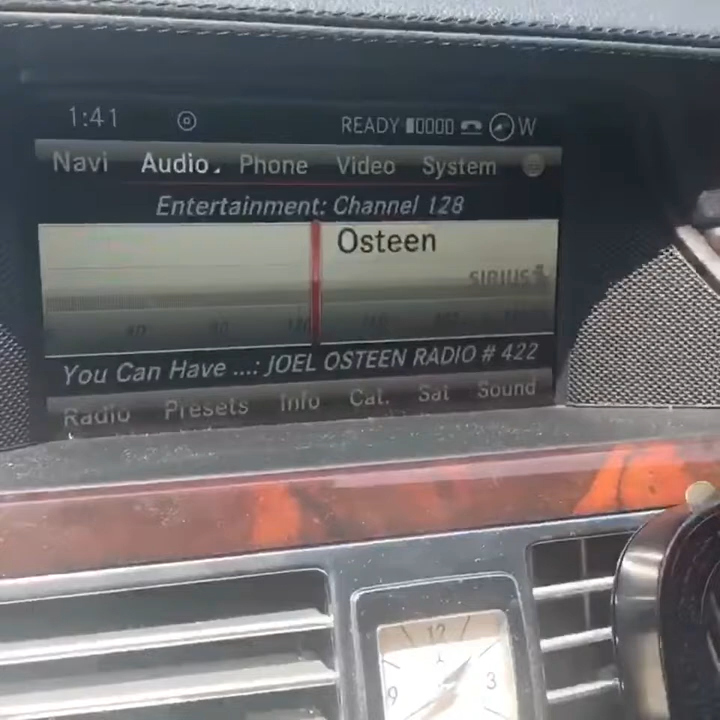 1:41 READY W
Navi Audio Phone Video System
Entertainment: Channel 128
Osteen
SIRIUS
You Can Have ....: JOEL OSTEEN RADIO # 422
Radio Presets Info Cat. Sat Sound
12
9 3